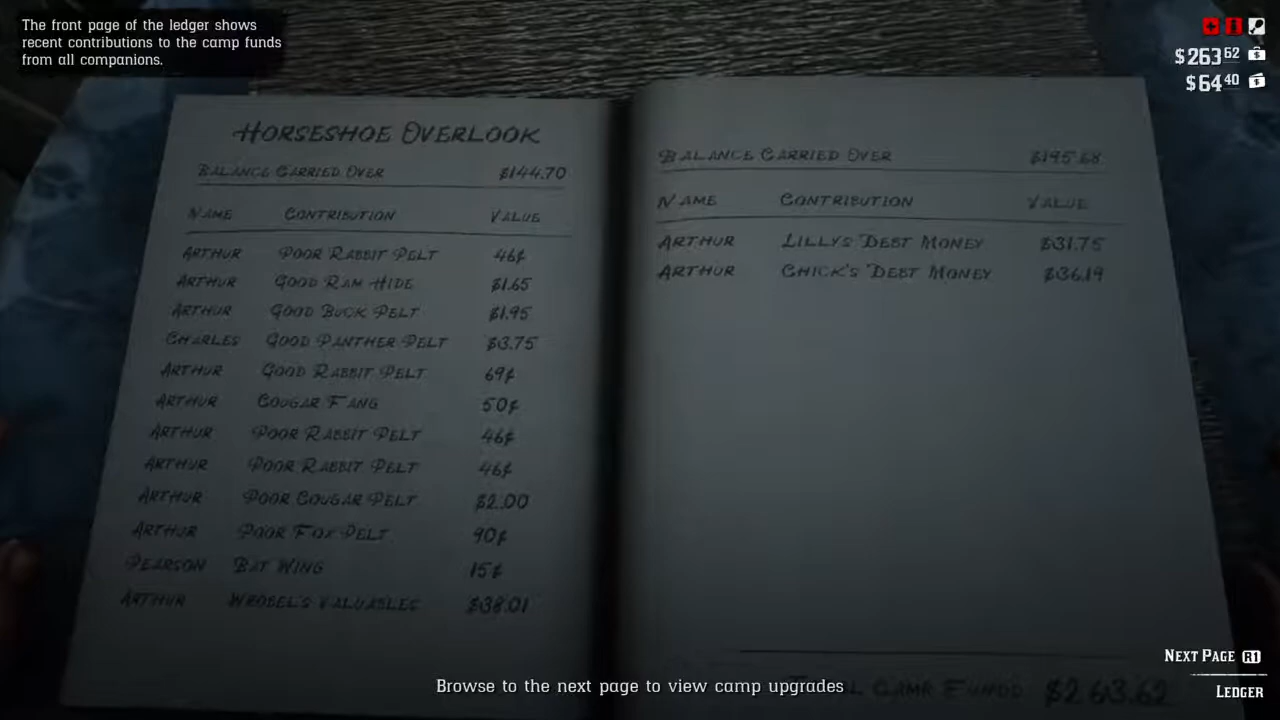 The front page of the ledger shows
recent contributions to the camp funds
from all companions.
$263 62
$64 40
HORSESHOE OVERLOOK
BALANCE CARRIED OVER $144.70
NAME CONTRIBUTION VALUE
ARTHUR POOR RABBIT PELT 46¢
ARTHUR GOOD RAM HIDE $1.65
ARTHUR GOOD BUCK PELT $1.95
CHARLES GOOD PANTHER PELT $3.75
ARTHUR GOOD RABBIT PELT 69¢
ARTHUR COUGAR FANG 50¢
ARTHUR POOR RABBIT PELT 46¢
ARTHUR POOR RABBIT PELT 46¢
ARTHUR POOR COUGAR PELT $2.00
ARTHUR POOR FOX PELT 90¢
PEARSON BAT WING 15¢
ARTHUR WROBEL'S VALUABLES $38.01
BALANCE CARRIED OVER $195.68
NAME CONTRIBUTION VALUE
ARTHUR LILLY'S DEBT MONEY $31.75
ARTHUR CHICK'S DEBT MONEY $36.19
CAMP FUNDS $263.62
Browse to the next page to view camp upgrades
NEXT PAGE R1
LEDGER